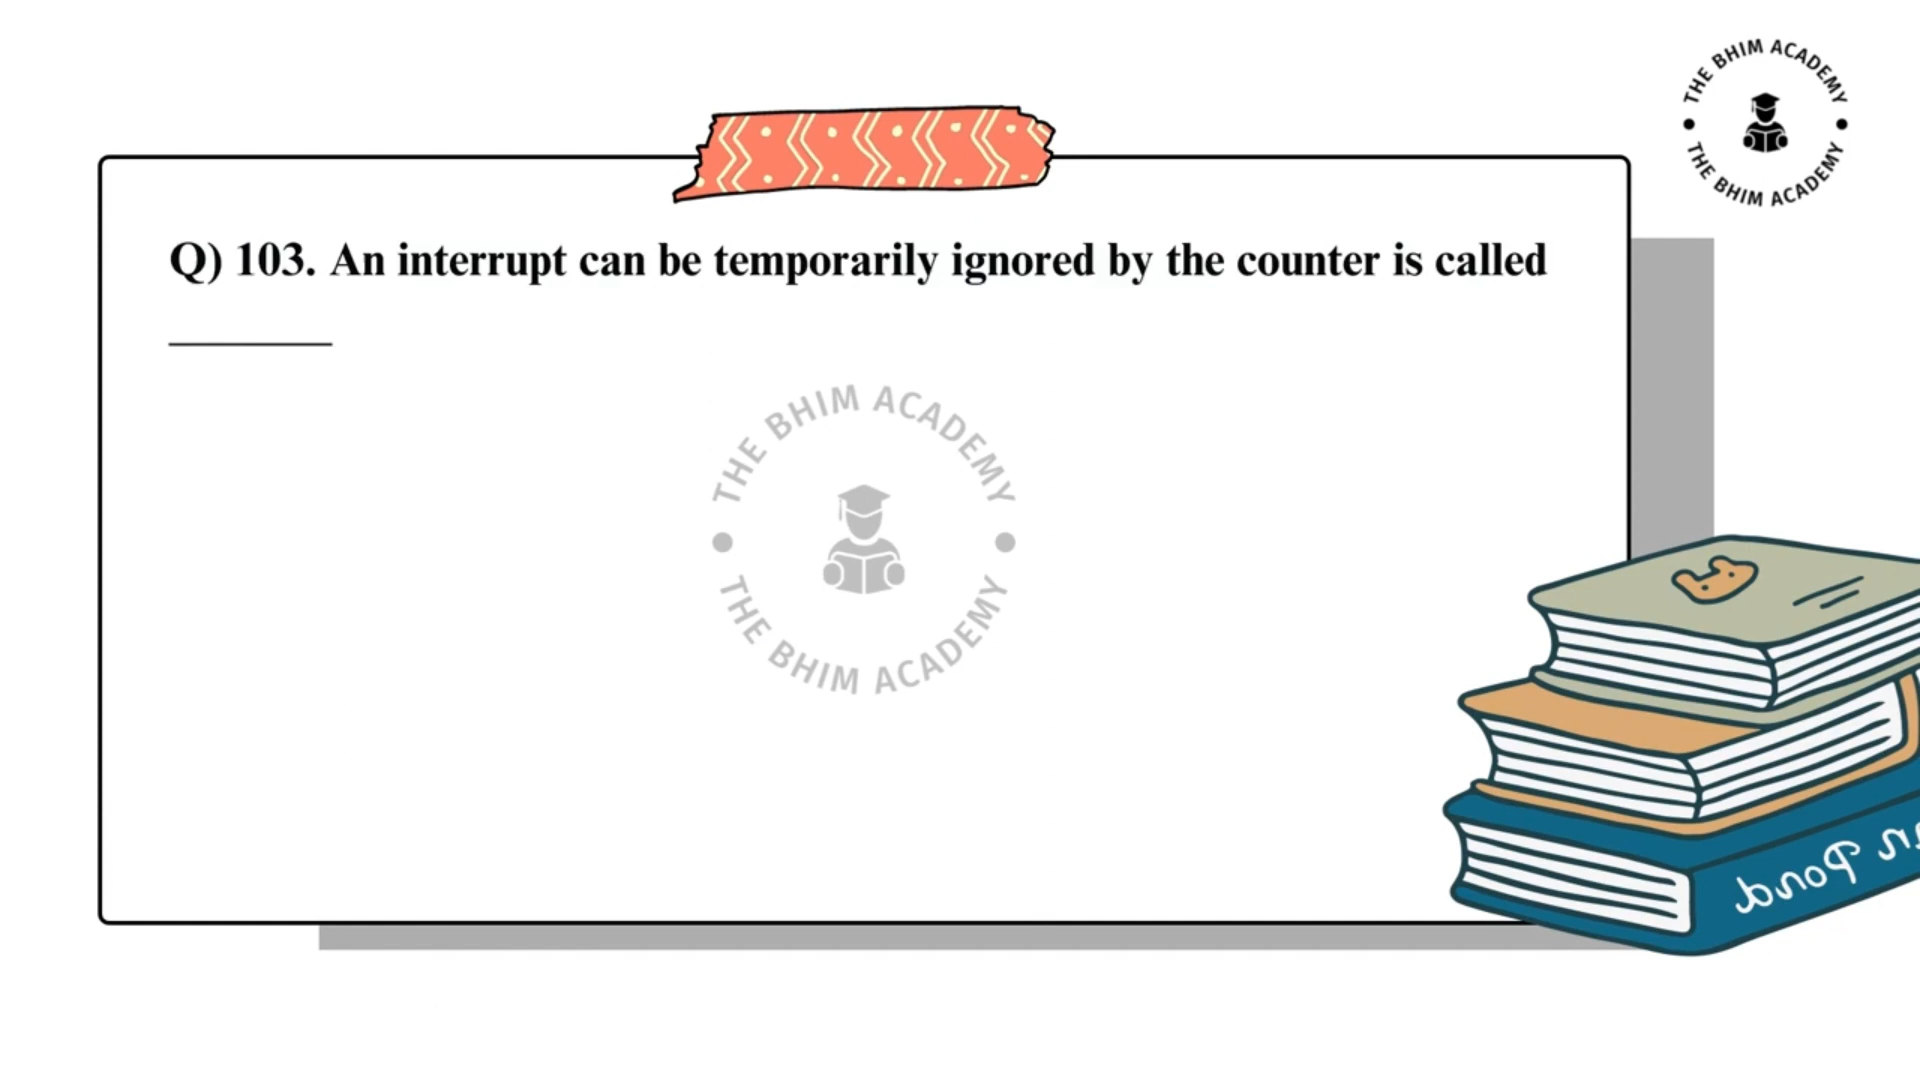 THE BHIM ACADEMY
THE BHIM ACADEMY
Q) 103. An interrupt can be temporarily ignored by the counter is called
__________
THE BHIM ACADEMY
THE BHIM ACADEMY